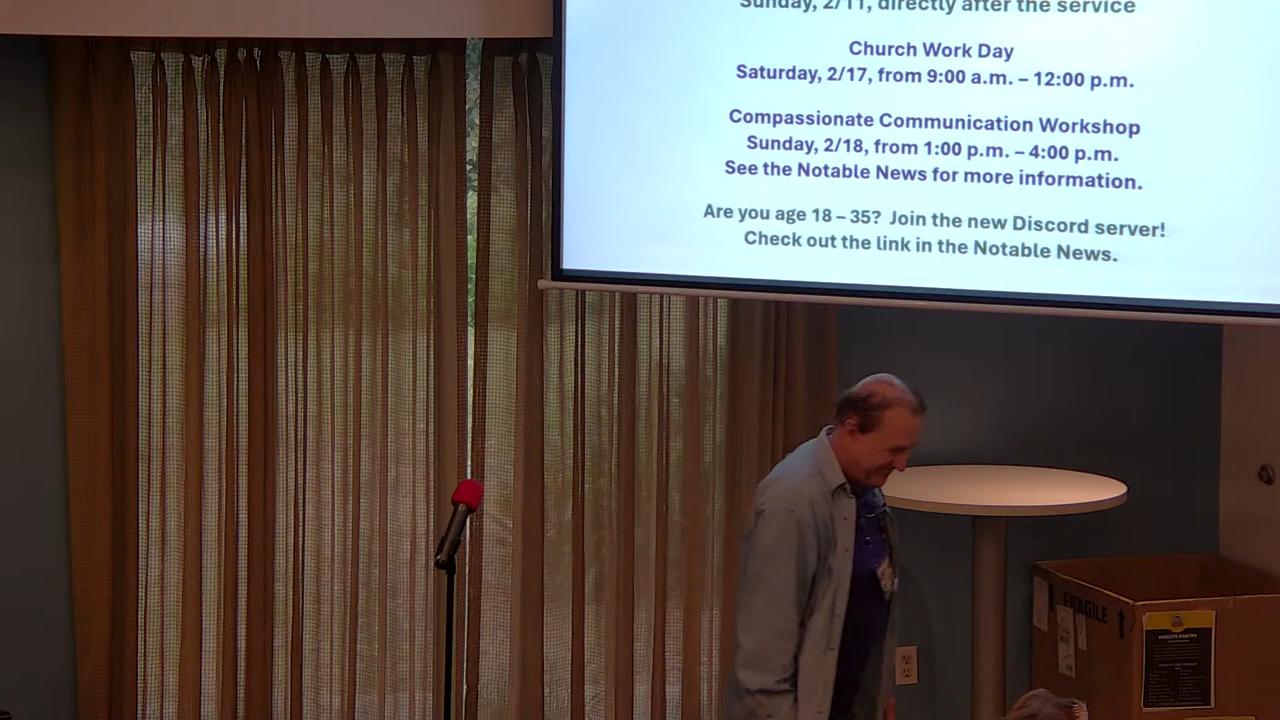 Sunday, 2/11, directly after the service
Church Work Day
Saturday, 2/17, from 9:00 a.m. – 12:00 p.m.
Compassionate Communication Workshop
Sunday, 2/18, from 1:00 p.m. – 4:00 p.m.
See the Notable News for more information.
Are you age 18 – 35? Join the new Discord server!
Check out the link in the Notable News.
FRAGILE